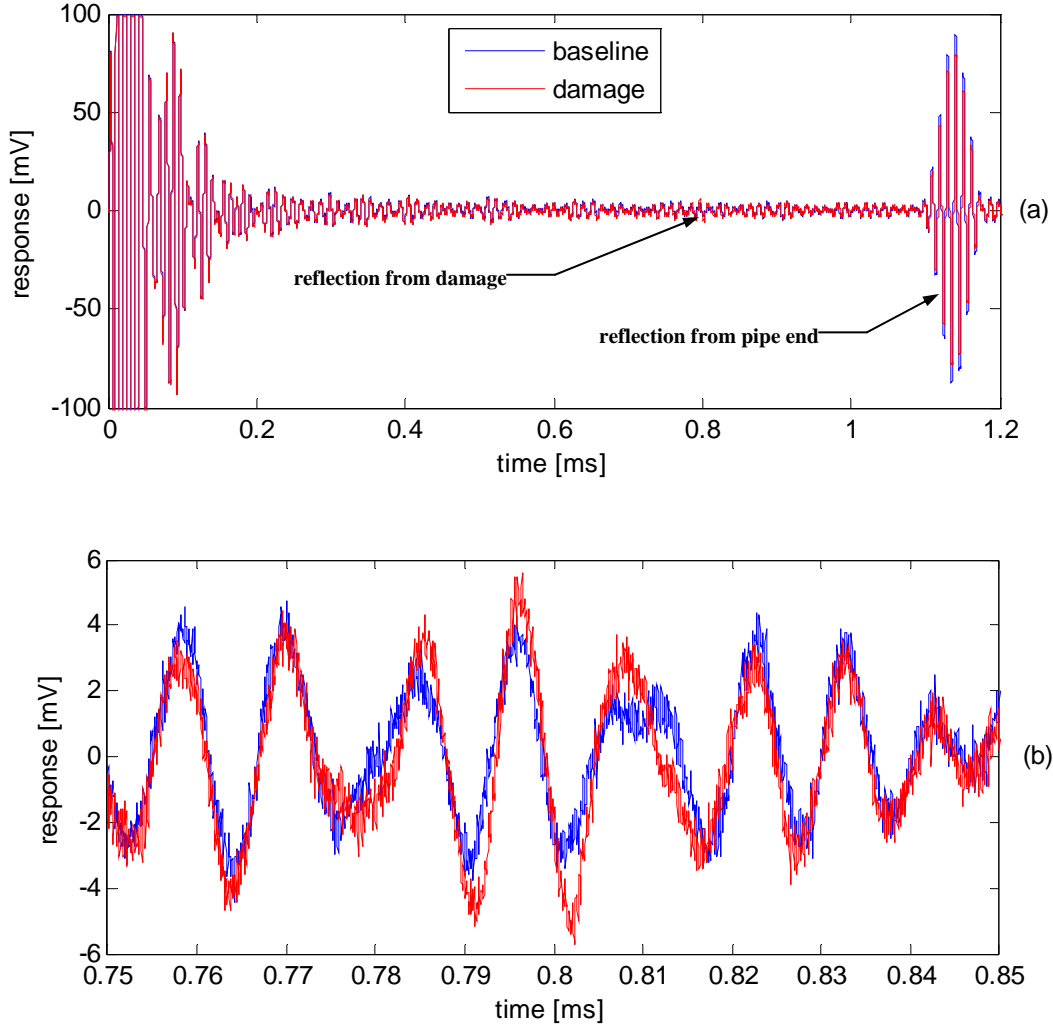 100
50
0
-50
-100
response [mV]
baseline
damage
reflection from damage
reflection from pipe end
(a)
0 0.2 0.4 0.6 0.8 1 1.2
time [ms]
6
4
2
0
-2
-4
-6
response [mV]
(b)
0.75 0.76 0.77 0.78 0.79 0.8 0.81 0.82 0.83 0.84 0.85
time [ms]